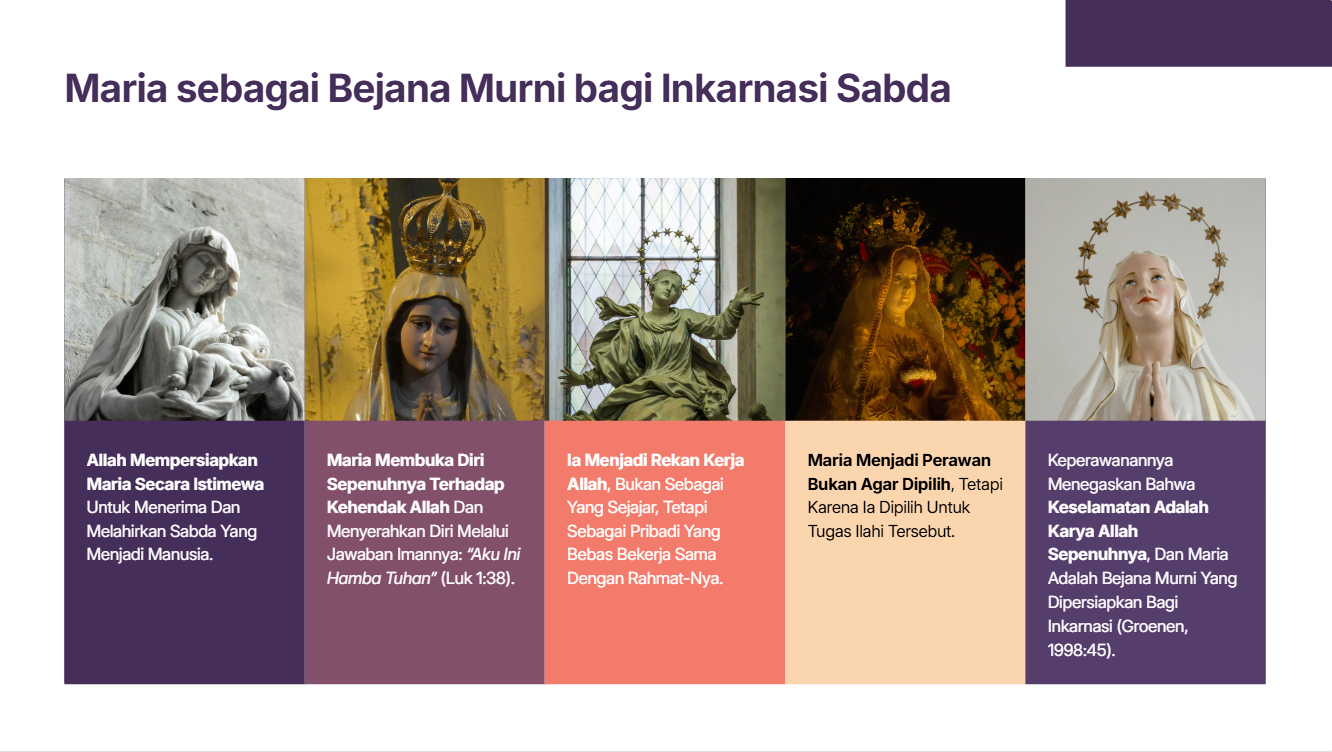 Maria sebagai Bejana Murni bagi Inkarnasi Sabda
Allah Mempersiapkan
Maria Secara Istimewa
Untuk Menerima Dan
Melahirkan Sabda Yang
Menjadi Manusia.
Maria Membuka Diri
Sepenuhnya Terhadap
Kehendak Allah Dan
Menyerahkan Diri Melalui
Jawaban Imannya: “Aku Ini
Hamba Tuhan” (Luk 1:38).
Ia Menjadi Rekan Kerja
Allah, Bukan Sebagai
Yang Sejajar, Tetapi
Sebagai Pribadi Yang
Bebas Bekerja Sama
Dengan Rahmat-Nya.
Maria Menjadi Perawan
Bukan Agar Dipilih, Tetapi
Karena Ia Dipilih Untuk
Tugas Ilahi Tersebut.
Keperawanannya
Menegaskan Bahwa
Keselamatan Adalah
Karya Allah
Sepenuhnya, Dan Maria
Adalah Bejana Murni Yang
Dipersiapkan Bagi
Inkarnasi (Groenen,
1998:45).